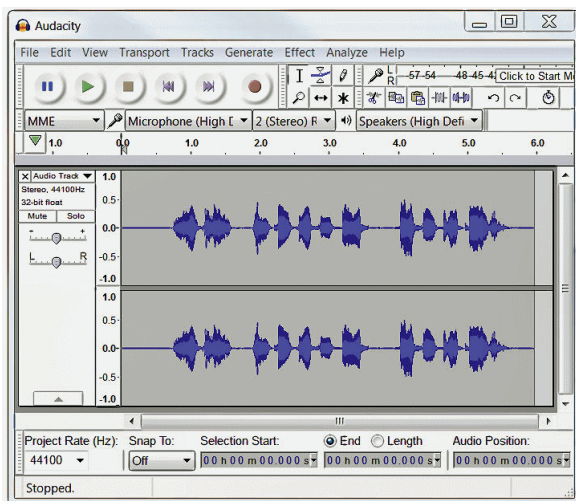 Audacity
File Edit View Transport Tracks Generate Effect Analyze Help
L R -57 -54 -48 -45 Click to Start
MME Microphone (High 2 (Stereo) R Speakers (High Defi
1.0 0.0 1.0 2.0 3.0 4.0 5.0 6.0
X Audio Track 1.0
Stereo, 44100Hz
32-bit float 0.5
Mute Solo
- + 0.0
L R -0.5
-1.0
1.0
0.5
0.0
-0.5
-1.0
Project Rate (Hz): Snap To: Selection Start: End Length Audio Position:
44100 Off 00 h 00 m 00.000 s 00 h 00 m 00.000 s 00 h 00 m 00.000 s
Stopped.